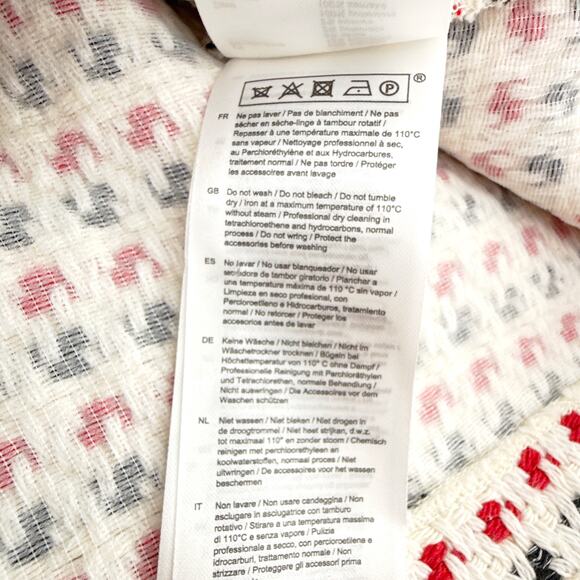 ®
P
FR Ne pas laver / Pas de blanchiment / Ne pas
sécher en sèche-linge à tambour rotatif /
Repasser à une température maximale de 110°C
sans vapeur / Nettoyage professionnel à sec,
au Perchloréthylène et aux Hydrocarbures,
traitement normal / Ne pas tordre / Protéger
les accessoires avant lavage
GB Do not wash / Do not bleach / Do not tumble
dry / Iron at a maximum temperature of 110°C
without steam / Professional dry cleaning in
tetrachloroethene and hydrocarbons, normal
process / Do not wring / Protect the
accessories before washing
ES No lavar / No usar blanqueador / No usar
secadora de tambor giratorio / Planchar a
una temperatura máxima de 110 °C sin vapor /
Limpieza en seco profesional, con
Percloroetileno e Hidrocarburos, tratamiento
normal / No retorcer / Proteger los
accesorios antes de lavar
DE Keine Wäsche / Nicht bleichen / Nicht im
Wäschetrockner trocknen / Bügeln bei
Höchsttemperatur von 110 °C ohne Dampf /
Professionelle Reinigung mit Perchloräthylen
und Tetrachlorethen, normale Behandlung /
Nicht auswringen / Die Accessoires vor dem
Waschen schützen
NL Niet wassen / Niet bleken / Niet drogen in
de droogtrommel / Niet heet strijken, d.w.z.
tot maximaal 110° en zonder stoom / Chemisch
reinigen met perchloorethyleen en
koolwaterstoffen, normaal proces / Niet
uitwringen / De accessoires voor het wassen
beschermen
IT Non lavare / Non usare candeggina / Non
asciugare in asciugatrice con tamburo
rotativo / Stirare a una temperatura massima
di 110°C e senza vapore / Pulizia
professionale a secco, con percloroetilene e
idrocarburi, trattamento normale / Non
strizzare / Proteggere gli accessori prima